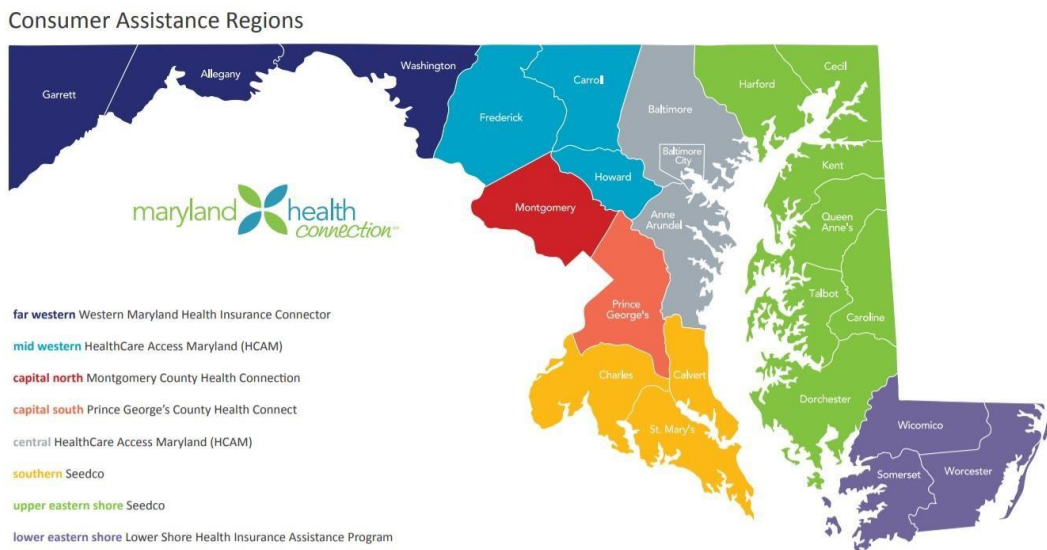 Consumer Assistance Regions
Garrett
Allegany
Washington
Frederick
Carroll
Baltimore
Harford
Cecil
Baltimore
City
Howard
Kent
Montgomery
Anne
Arundel
Queen
Anne's
Prince
George's
Talbot
Caroline
Charles
Calvert
Dorchester
St. Mary's
Wicomico
Somerset
Worcester
maryland health
connection℠
far western Western Maryland Health Insurance Connector
mid western HealthCare Access Maryland (HCAM)
capital north Montgomery County Health Connection
capital south Prince George's County Health Connect
central HealthCare Access Maryland (HCAM)
southern Seedco
upper eastern shore Seedco
lower eastern shore Lower Shore Health Insurance Assistance Program